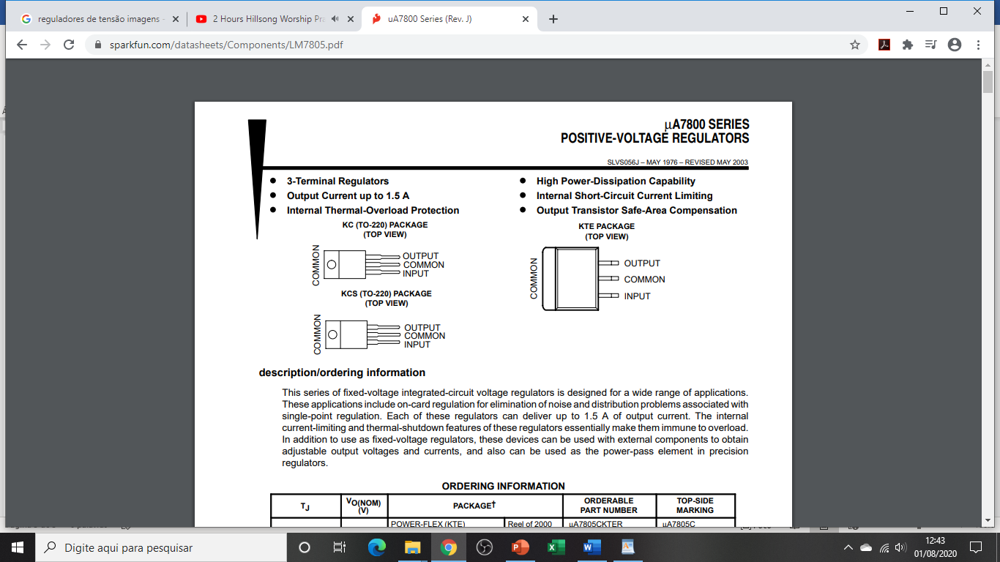 reguladores de tensão imagens -
2 Hours Hillsong Worship Pra
uA7800 Series (Rev. J)
sparkfun.com/datasheets/Components/LM7805.pdf
µA7800 SERIES
POSITIVE-VOLTAGE REGULATORS
SLVS056J – MAY 1976 – REVISED MAY 2003
3-Terminal Regulators
Output Current up to 1.5 A
Internal Thermal-Overload Protection
High Power-Dissipation Capability
Internal Short-Circuit Current Limiting
Output Transistor Safe-Area Compensation
KC (TO-220) PACKAGE
(TOP VIEW)
COMMON
OUTPUT
COMMON
INPUT
KCS (TO-220) PACKAGE
(TOP VIEW)
COMMON
OUTPUT
COMMON
INPUT
KTE PACKAGE
(TOP VIEW)
COMMON
OUTPUT
COMMON
INPUT
description/ordering information
This series of fixed-voltage integrated-circuit voltage regulators is designed for a wide range of applications.
These applications include on-card regulation for elimination of noise and distribution problems associated with
single-point regulation. Each of these regulators can deliver up to 1.5 A of output current. The internal
current-limiting and thermal-shutdown features of these regulators essentially make them immune to overload.
In addition to use as fixed-voltage regulators, these devices can be used with external components to obtain
adjustable output voltages and currents, and also can be used as the power-pass element in precision
regulators.
ORDERING INFORMATION
TJ
VO(NOM)
(V)
PACKAGE†
ORDERABLE
PART NUMBER
TOP-SIDE
MARKING
POWER-FLEX (KTE)
Reel of 2000
µA7805CKTER
µA7805C
Digite aqui para pesquisar
12:43
01/08/2020